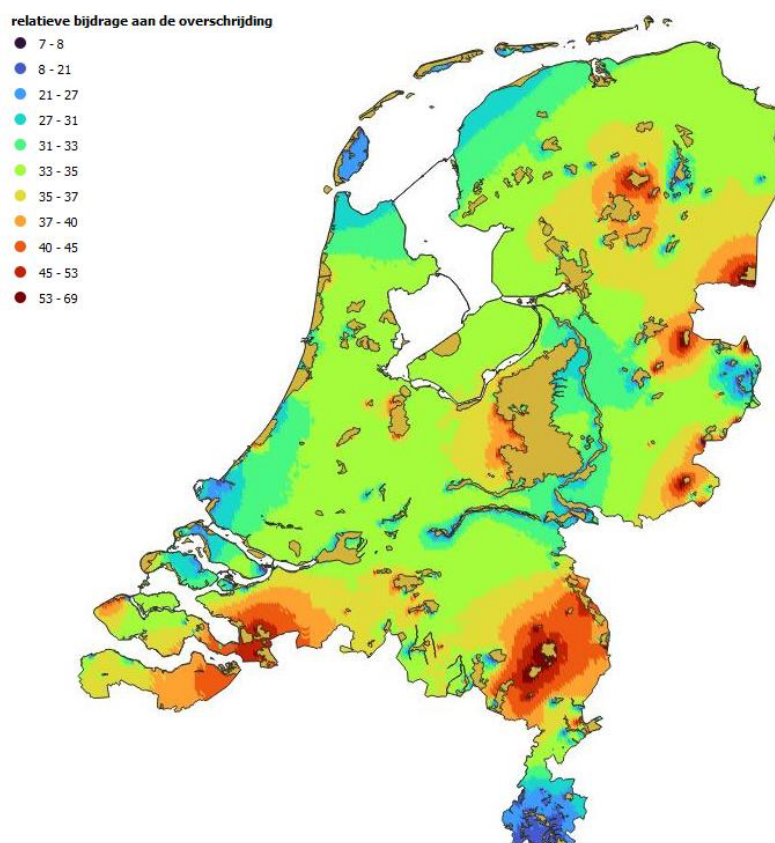 relatieve bijdrage aan de overschrijding
7 - 8
8 - 21
21 - 27
27 - 31
31 - 33
33 - 35
35 - 37
37 - 40
40 - 45
45 - 53
53 - 69